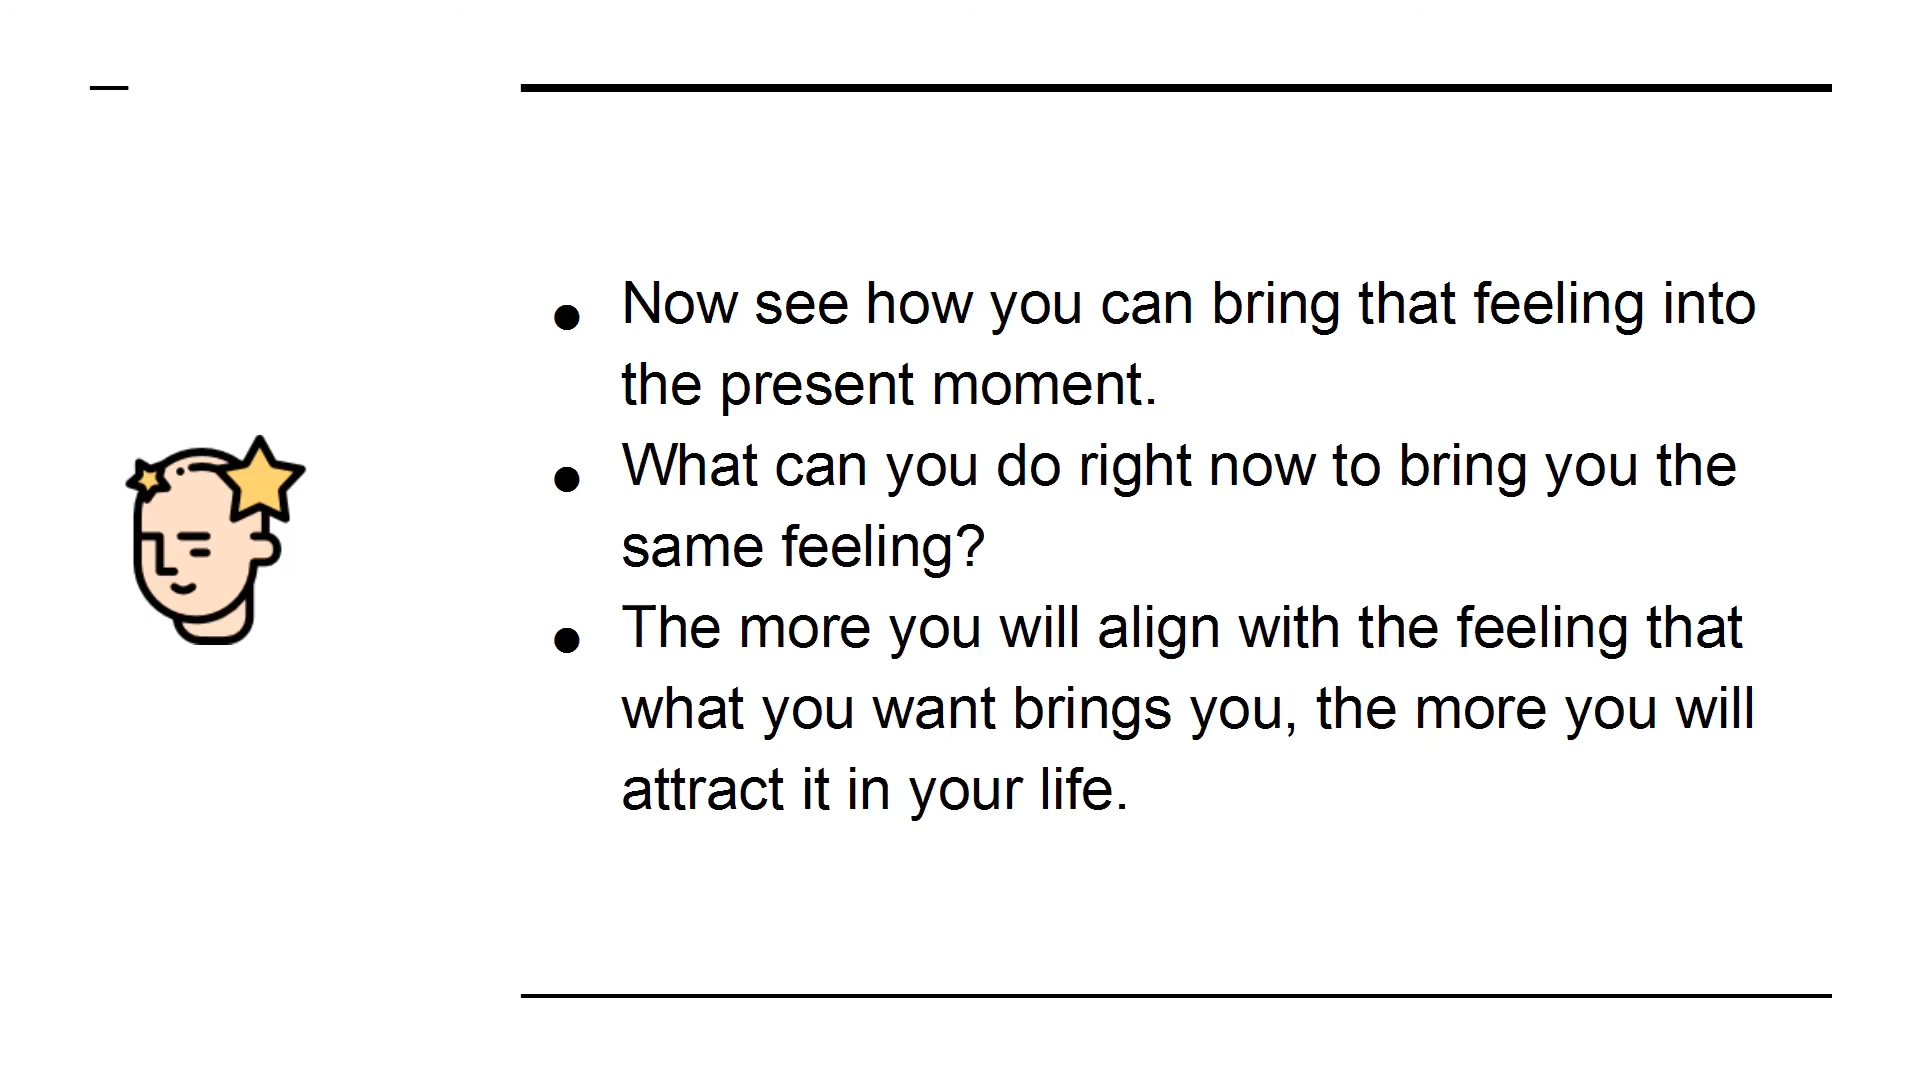 ● Now see how you can bring that feeling into
the present moment.
● What can you do right now to bring you the
same feeling?
● The more you will align with the feeling that
what you want brings you, the more you will
attract it in your life.